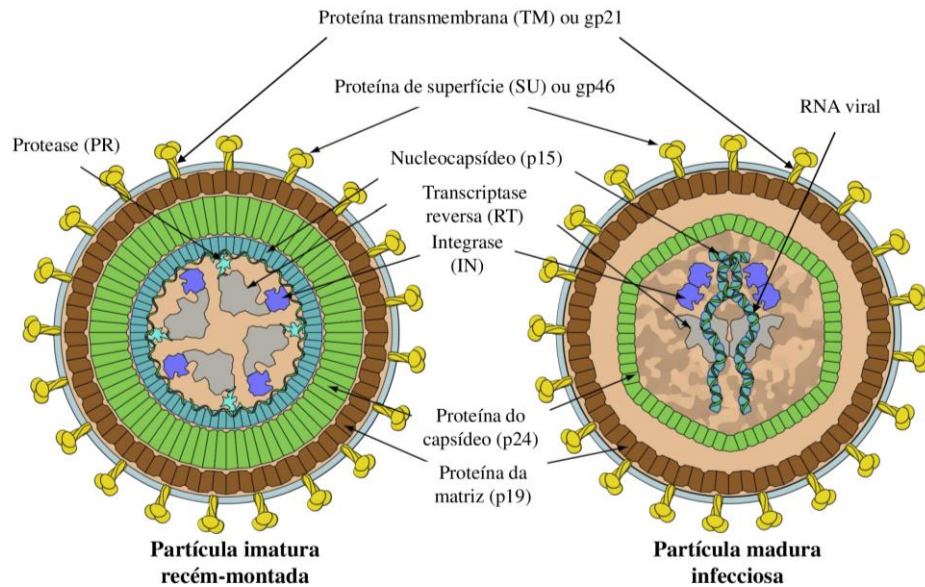 Proteína transmembrana (TM) ou gp21
Proteína de superfície (SU) ou gp46
RNA viral
Protease (PR)
Nucleocapsídeo (p15)
Transcriptase
reversa (RT)
Integrase
(IN)
Proteína do
capsídeo (p24)
Proteína da
matriz (p19)
Partícula imatura
recém-montada
Partícula madura
infecciosa